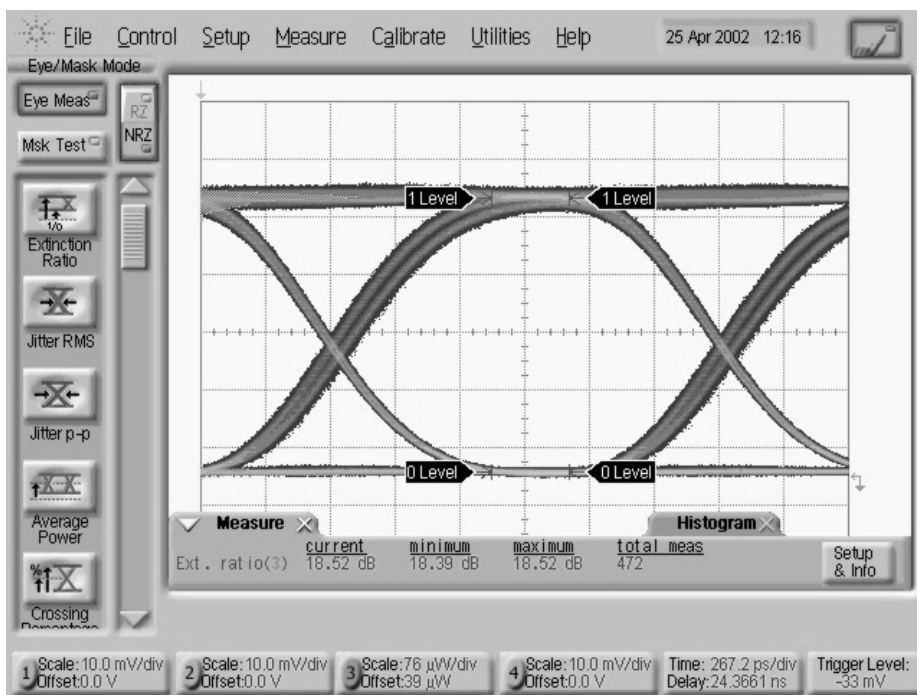 File Control Setup Measure Calibrate Utilities Help 25 Apr 2002 12:16
Eye/Mask Mode
Eye Meas
RZ
NRZ
Msk Test
1 Level 1 Level
1/0
Extinction
Ratio
Jitter RMS
Jitter p-p
0 Level 0 Level
Average
Power
%
Crossing
Measure Histogram
current minimum maximum total meas
Ext. ratio(3) 18.52 dB 18.39 dB 18.52 dB 472
Setup
& Info
1 Scale: 10.0 mV/div
Offset: 0.0 V
2 Scale: 10.0 mV/div
Offset: 0.0 V
3 Scale: 76 µW/div
Offset: 39 µW
4 Scale: 10.0 mV/div
Offset: 0.0 V
Time: 267.2 ps/div
Delay: 24.3661 ns
Trigger Level:
-33 mV